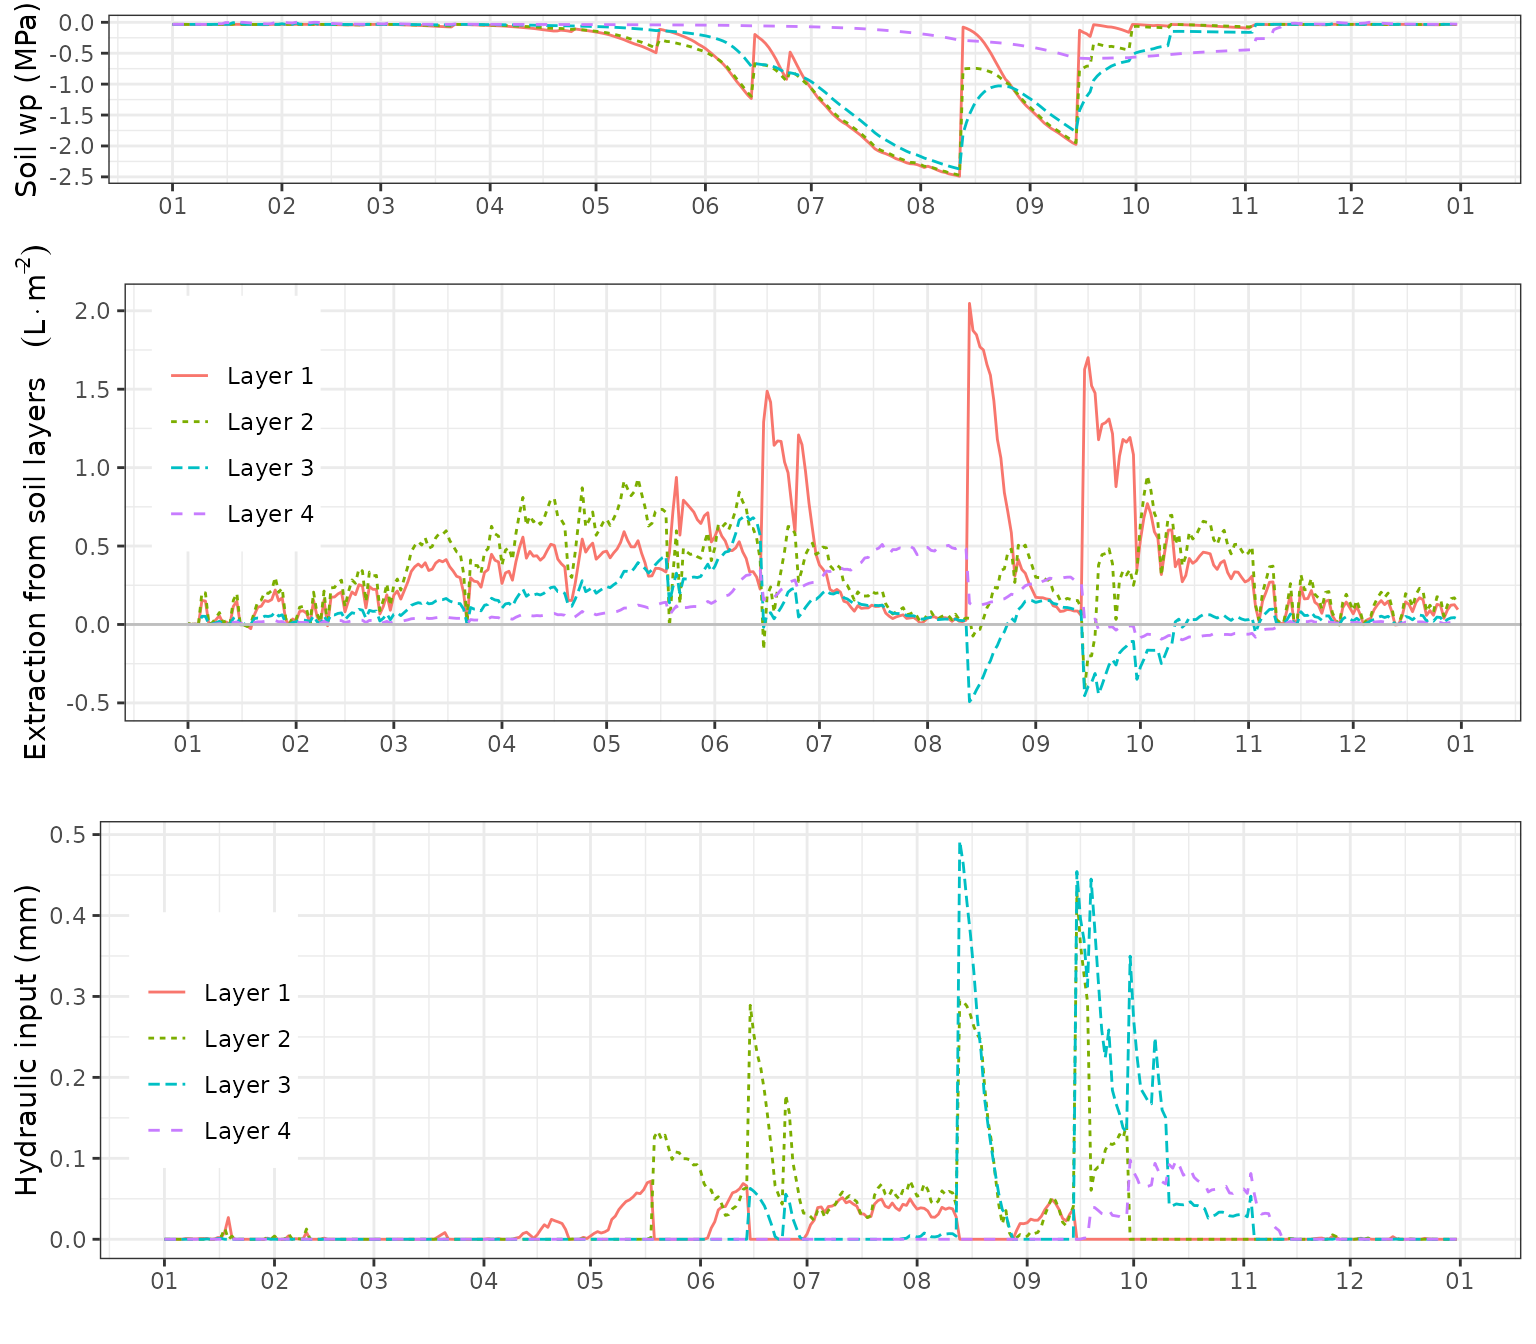 Soil wp (MPa)
0.0
-0.5
-1.0
-1.5
-2.0
-2.5
01 02 03 04 05 06 07 08 09 10 11 12 01
Extraction from soil layers (L·m⁻²)
2.0
1.5
1.0
0.5
0.0
-0.5
Layer 1
Layer 2
Layer 3
Layer 4
01 02 03 04 05 06 07 08 09 10 11 12 01
Hydraulic input (mm)
0.5
0.4
0.3
0.2
0.1
0.0
Layer 1
Layer 2
Layer 3
Layer 4
01 02 03 04 05 06 07 08 09 10 11 12 01